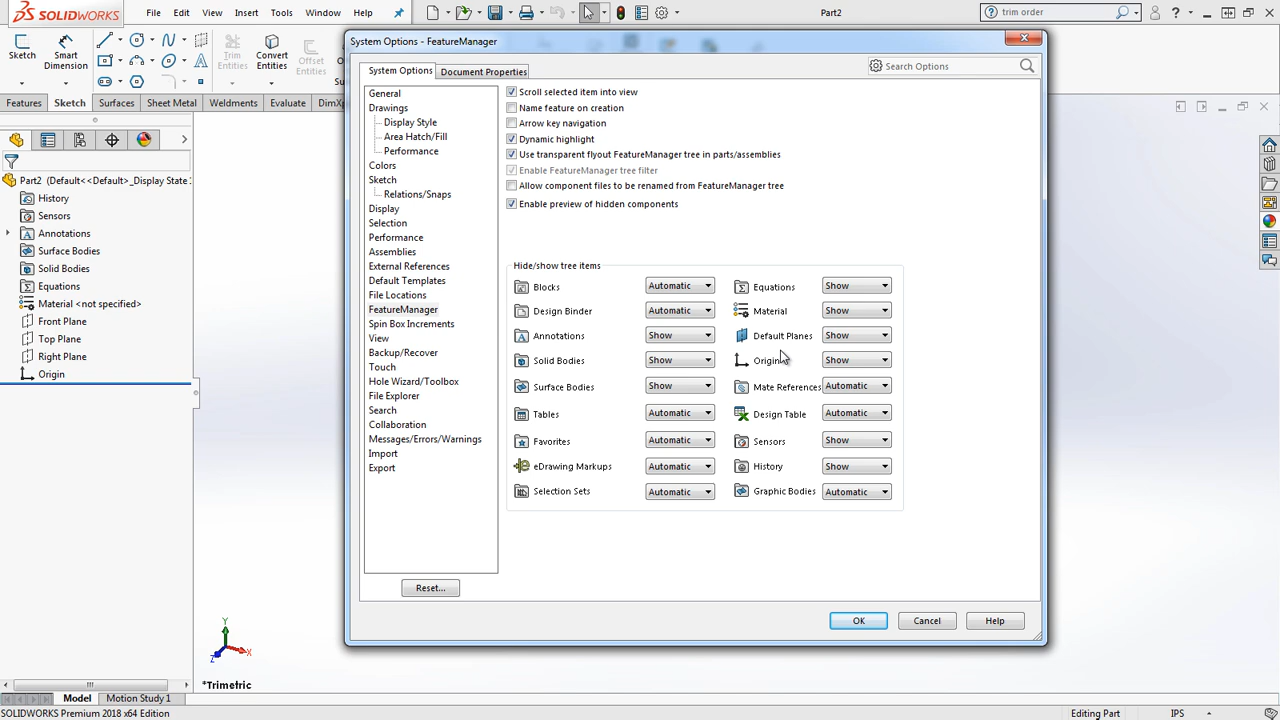 SOLIDWORKS File Edit View Insert Tools Window Help Part2 trim order
Sketch Smart Dimension Trim Entities Convert Entities Offset Entities
Features Sketch Surfaces Sheet Metal Weldments Evaluate DimXp
Part2 (Default<<Default>_Display State 1
History
Sensors
Annotations
Surface Bodies
Solid Bodies
Equations
Material <not specified>
Front Plane
Top Plane
Right Plane
Origin
System Options - FeatureManager
System Options Document Properties Search Options
General
Drawings
Display Style
Area Hatch/Fill
Performance
Colors
Sketch
Relations/Snaps
Display
Selection
Performance
Assemblies
External References
Default Templates
File Locations
FeatureManager
Spin Box Increments
View
Backup/Recover
Touch
Hole Wizard/Toolbox
File Explorer
Search
Collaboration
Messages/Errors/Warnings
Import
Export
Reset...
Scroll selected item into view
Name feature on creation
Arrow key navigation
Dynamic highlight
Use transparent flyout FeatureManager tree in parts/assemblies
Enable FeatureManager tree filter
Allow component files to be renamed from FeatureManager tree
Enable preview of hidden components
Hide/show tree items
Blocks Automatic Equations Show
Design Binder Automatic Material Show
Annotations Show Default Planes Show
Solid Bodies Show Origin Show
Surface Bodies Show Mate References Automatic
Tables Automatic Design Table Automatic
Favorites Automatic Sensors Show
eDrawing Markups Automatic History Show
Selection Sets Automatic Graphic Bodies Automatic
OK Cancel Help
Y
X
Z
*Trimetric
Model Motion Study 1
SOLIDWORKS Premium 2018 x64 Edition Editing Part IPS